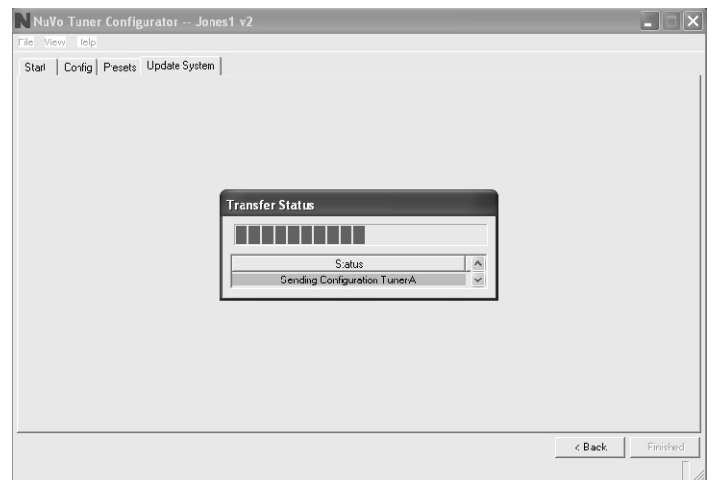 NuVo Tuner Configurator -- Jones1 v2
File View Help
Start Config Presets Update System
Transfer Status
Status
Sending Configuration TunerA
< Back Finished